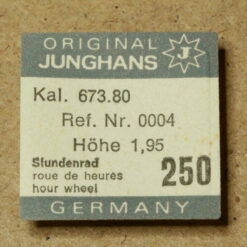 ORIGINAL
JUNGHANS J
Kal. 673.80
Ref. Nr. 0004
Höhe 1,95
Stundenrad
roue de heures
hour wheel
250
GERMANY